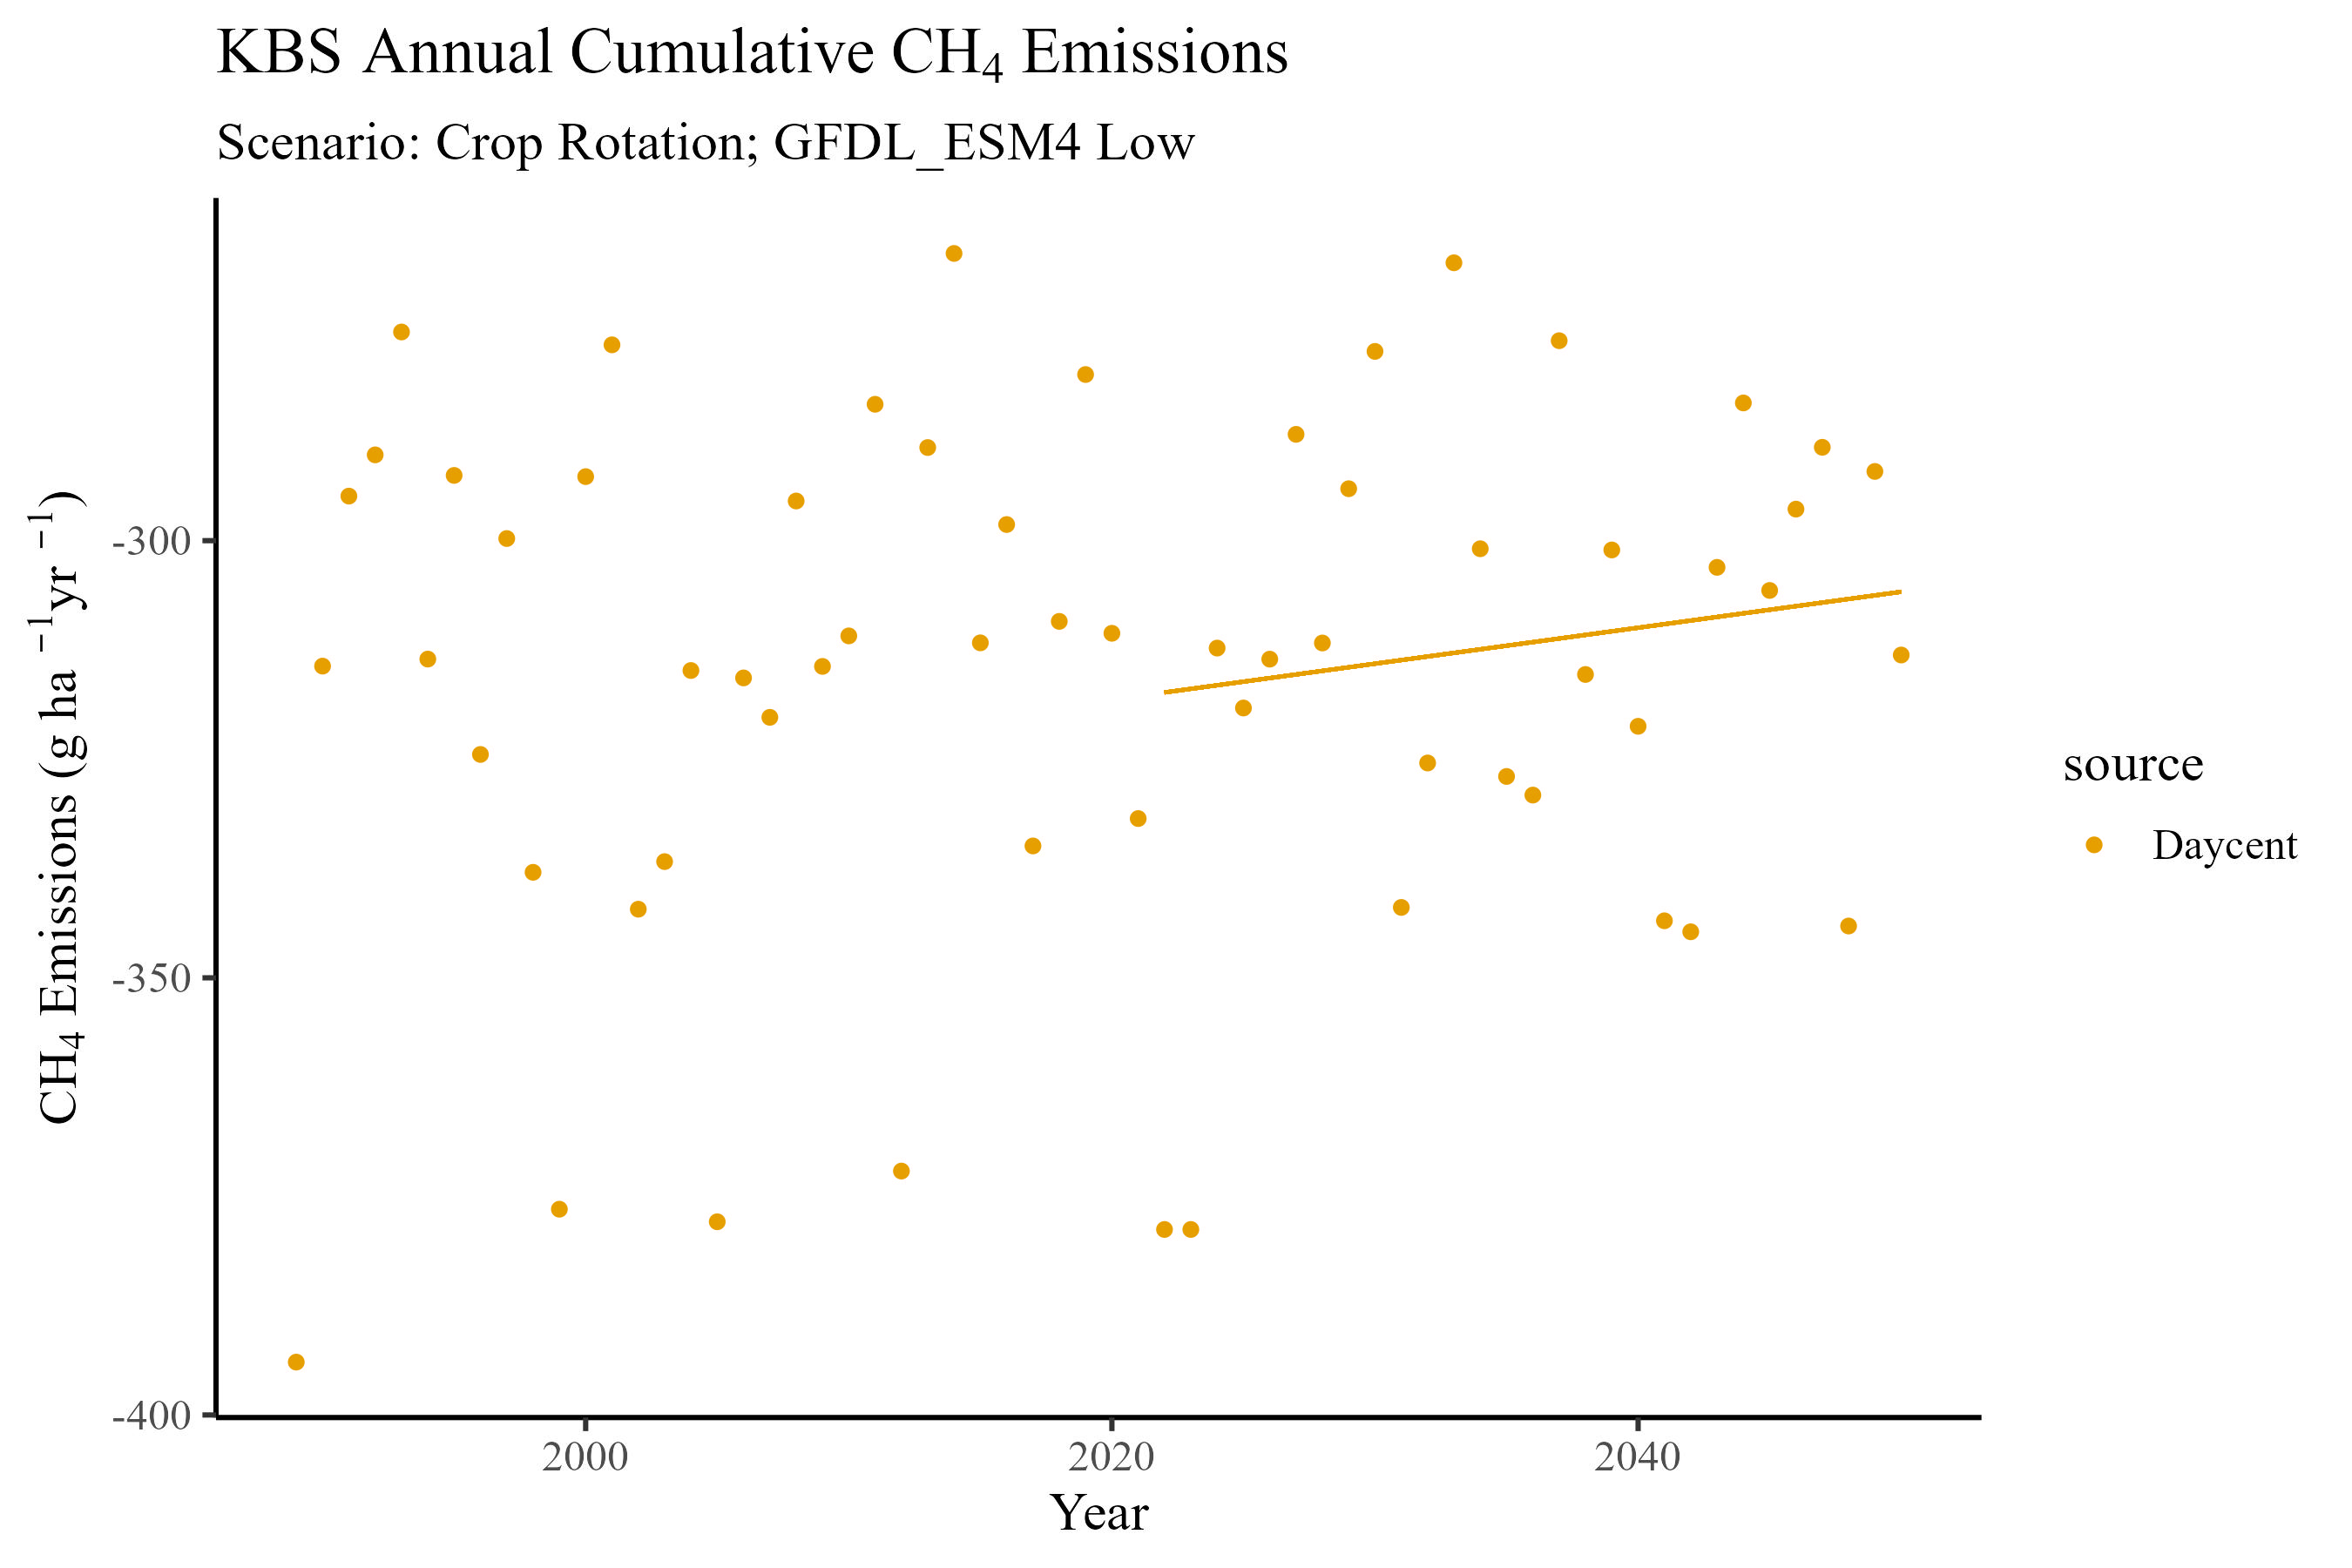 KBS Annual Cumulative CH₄ Emissions
Scenario: Crop Rotation; GFDL_ESM4 Low
CH₄ Emissions (g ha ⁻¹yr ⁻¹)
-300
-350
-400
2000
2020
2040
Year
source
Daycent